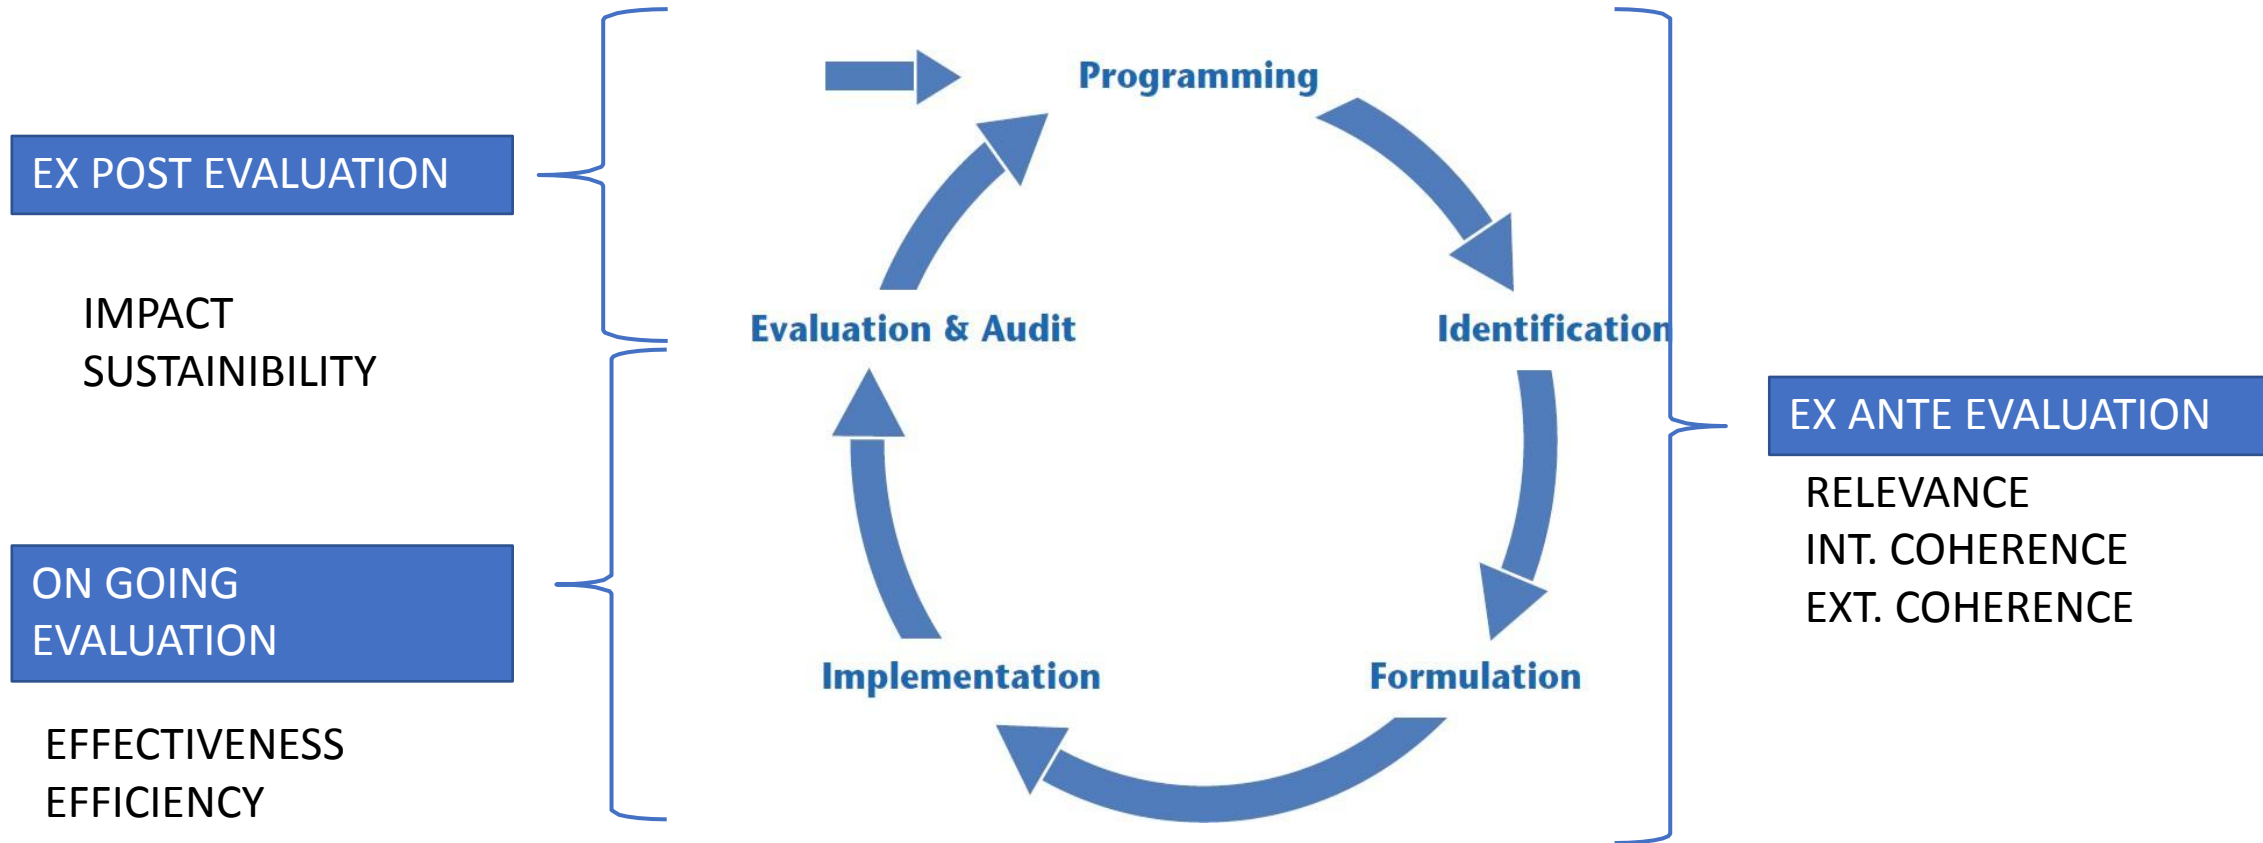 Programming
EX POST EVALUATION
IMPACT
SUSTAINIBILITY
Evaluation & Audit
Identification
EX ANTE EVALUATION
RELEVANCE
INT. COHERENCE
EXT. COHERENCE
ON GOING
EVALUATION
Implementation
Formulation
EFFECTIVENESS
EFFICIENCY